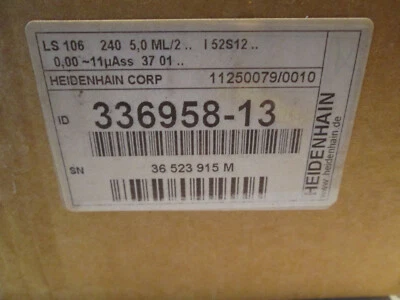 LS 106 240 5,0 ML/2 .. I 52S12 ..
0,00 ~11µAss 37 01 ..
HEIDENHAIN CORP 11250079/0010
ID 336958-13
SN 36 523 915 M
HEIDENHAIN
www.heidenhain.de